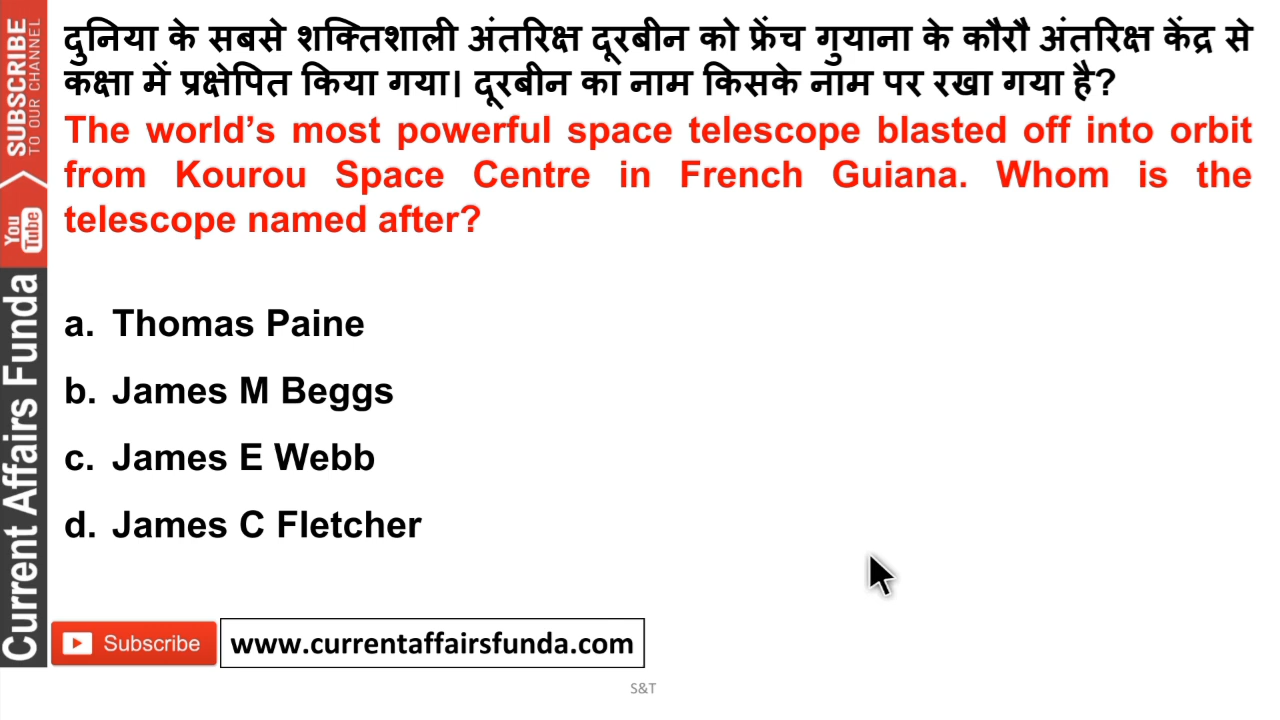 दुनिया के सबसे शक्तिशाली अंतरिक्ष दूरबीन को फ्रेंच गुयाना के कौरौ अंतरिक्ष केंद्र से
कक्षा में प्रक्षेपित किया गया। दूरबीन का नाम किसके नाम पर रखा गया है?
The world’s most powerful space telescope blasted off into orbit
from Kourou Space Centre in French Guiana. Whom is the
telescope named after?
a. Thomas Paine
b. James M Beggs
c. James E Webb
d. James C Fletcher
SUBSCRIBE
TO OUR CHANNEL
You
Tube
Current Affairs Funda
Subscribe
www.currentaffairsfunda.com
S&T